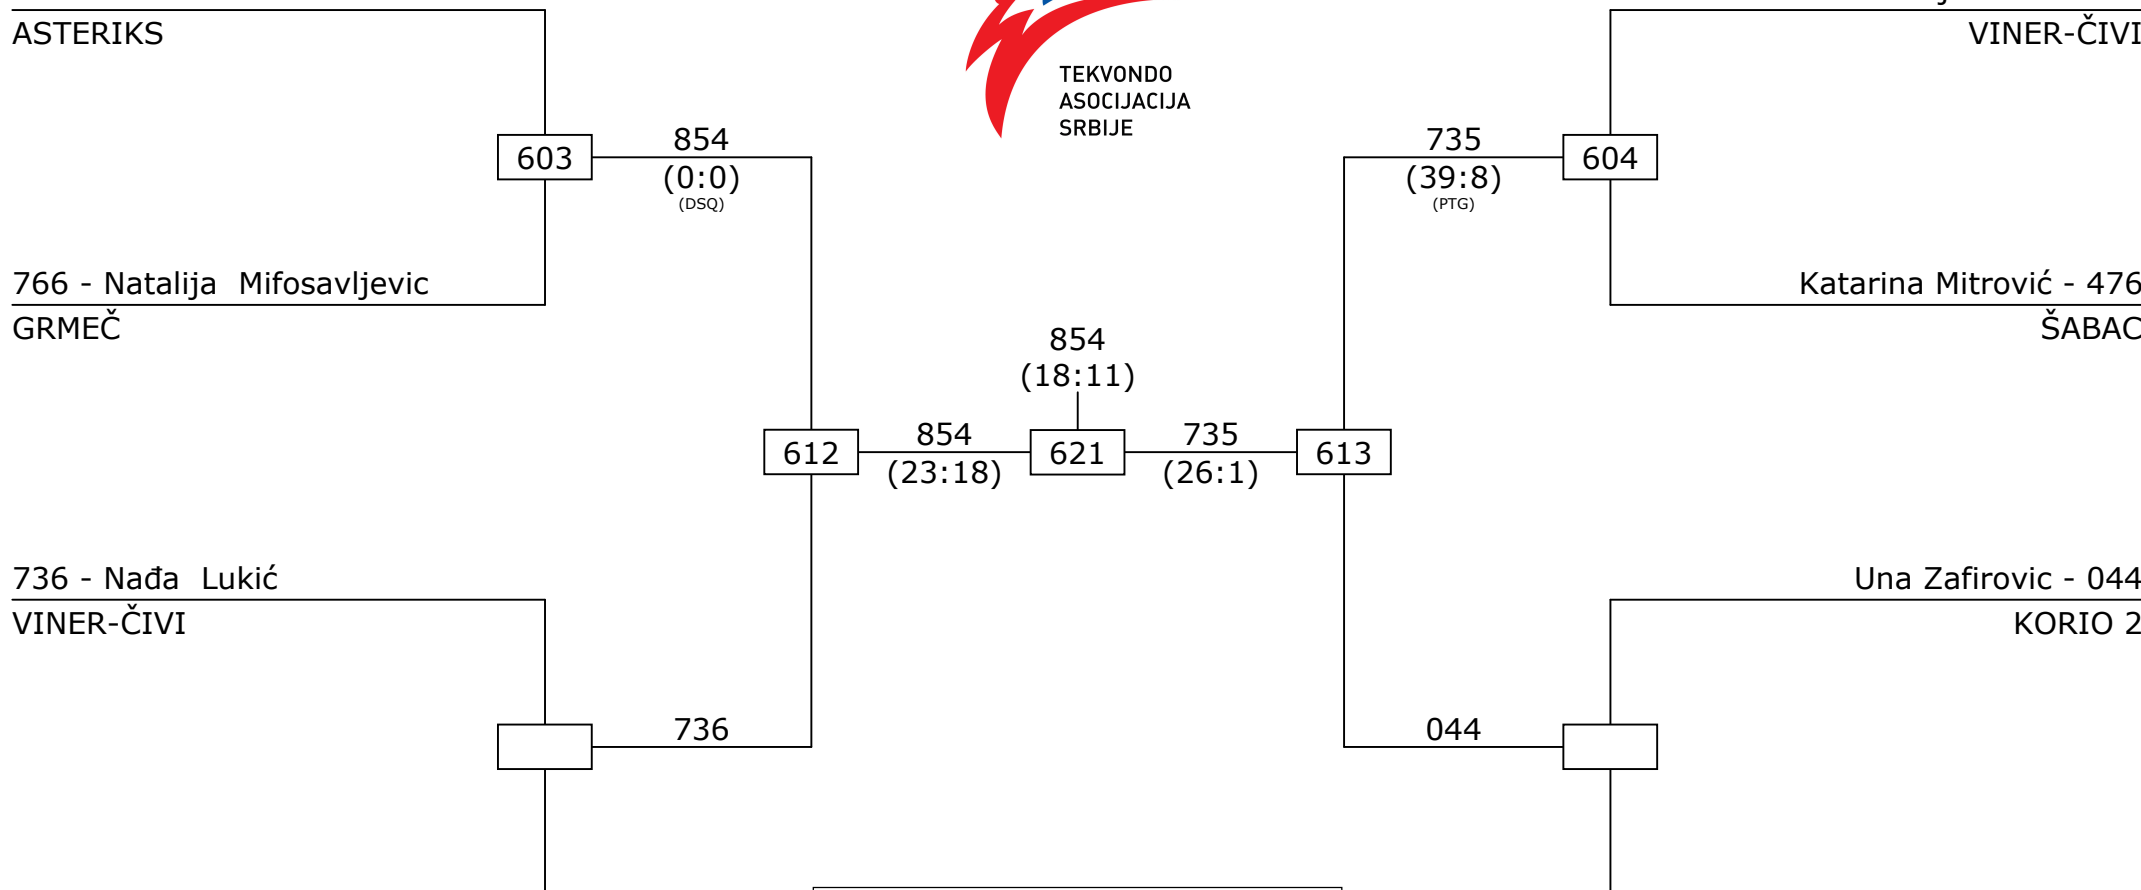 ASTERIKS
VINER-ČIVI
TEKVONDO
ASOCIJACIJA
SRBIJE
603
854
(0:0)
(DSQ)
735
(39:8)
(PTG)
604
766 - Natalija  Mifosavljevic
GRMEČ
Katarina Mitrović - 476
ŠABAC
854
(18:11)
612
854
(23:18)
621
735
(26:1)
613
736 - Nađa  Lukić
VINER-ČIVI
Una Zafirovic - 044
KORIO 2
736
044